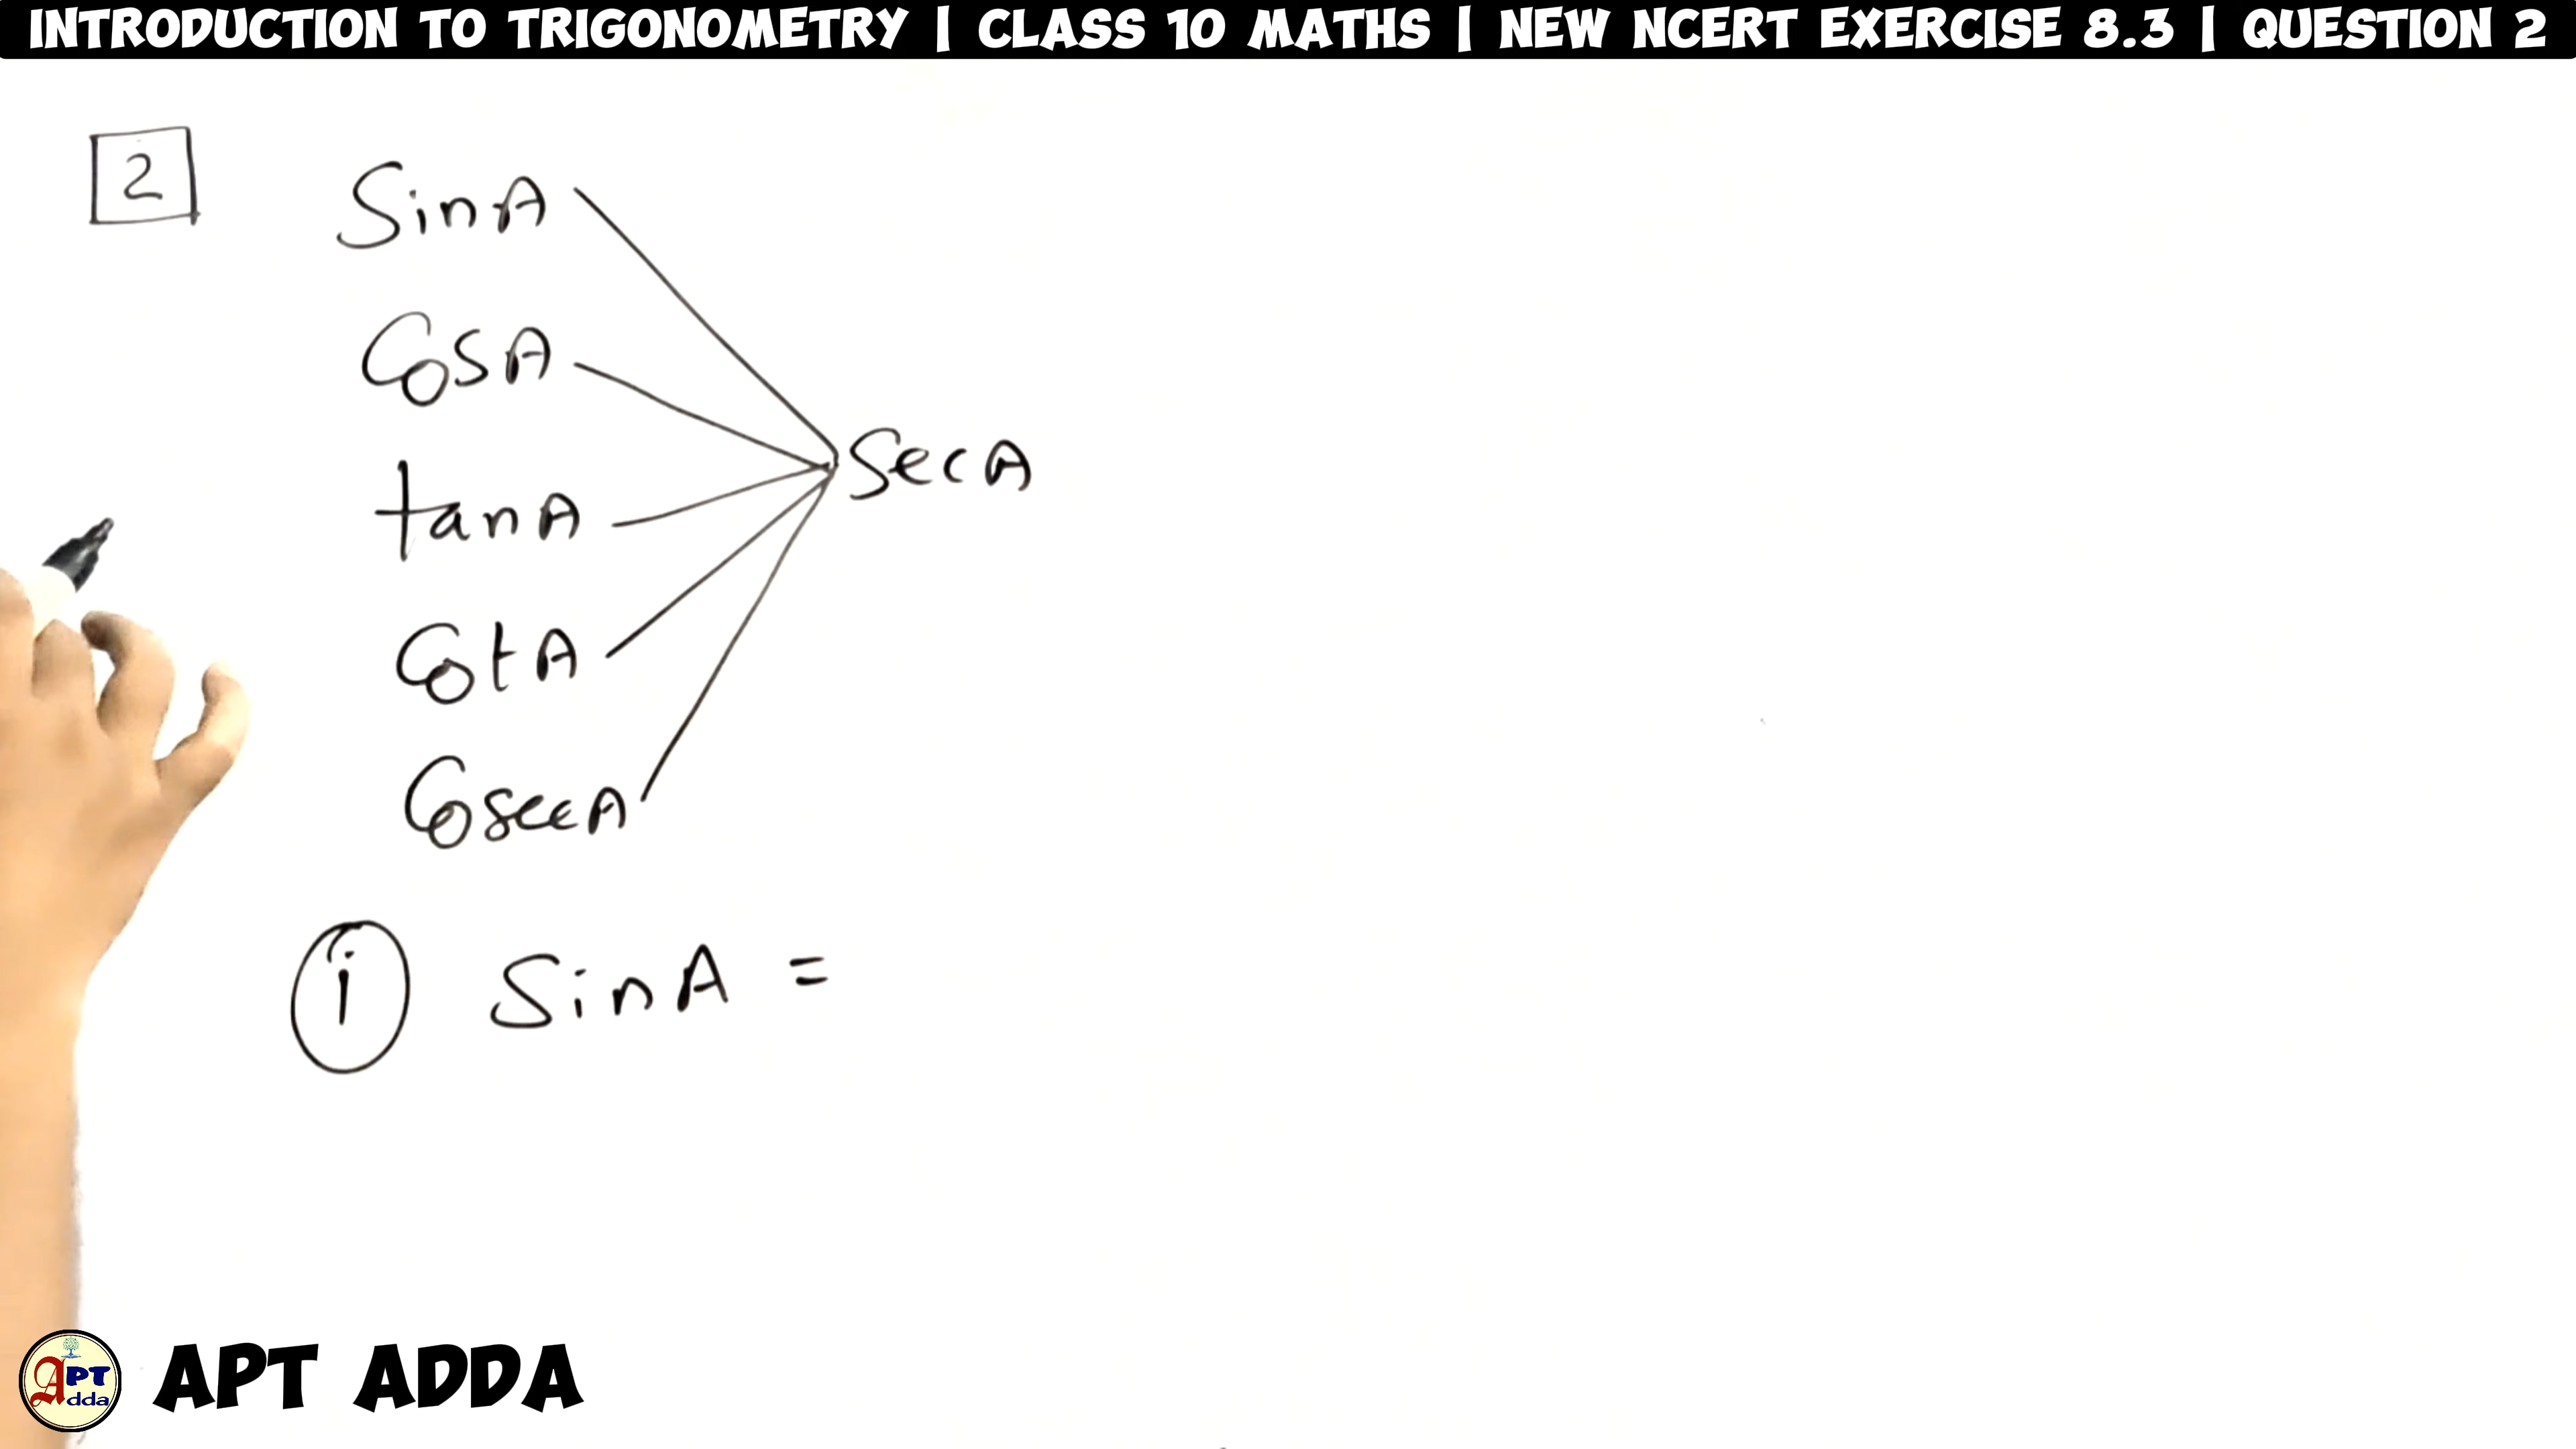 INTRODUCTION TO TRIGONOMETRY | CLASS 10 MATHS | NEW NCERT EXERCISE 8.3 | QUESTION 2
2
SinA
CosA
tanA
SecA
CotA
CosecA
i SinA =
APT Adda
APT ADDA